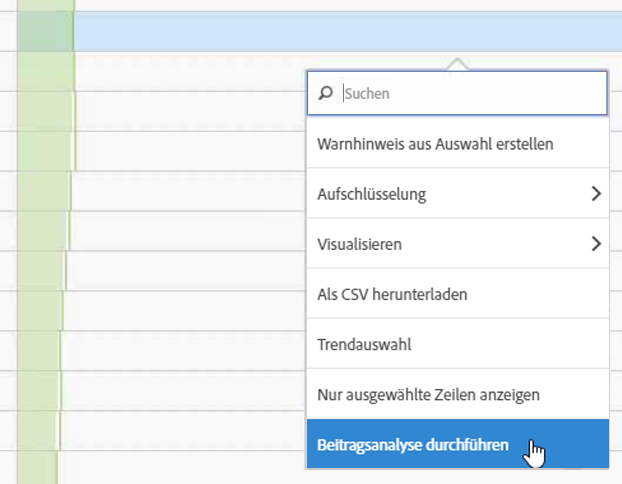 Suchen
Warnhinweis aus Auswahl erstellen
Aufschlüsselung
Visualisieren
Als CSV herunterladen
Trendauswahl
Nur ausgewählte Zeilen anzeigen
Beitragsanalyse durchführen